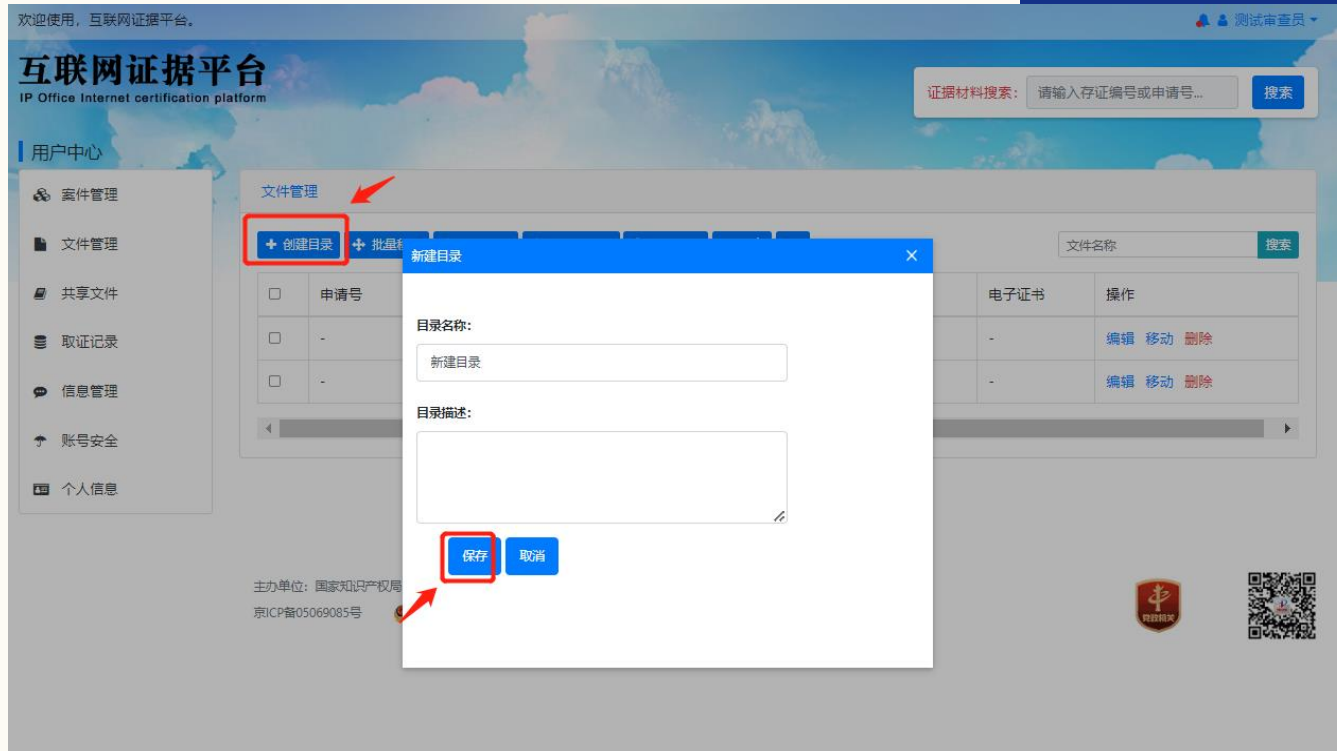 欢迎使用，互联网证据平台。
测试审查员
互联网证据平台
IP Office Internet certification platform
证据材料搜索： 请输入存证编号或申请号... 搜索
用户中心
案件管理
文件管理
共享文件
取证记录
信息管理
账号安全
个人信息
文件管理
创建目录 批量
文件名称 搜索
申请号 电子证书 操作
- - 编辑 移动 删除
- - 编辑 移动 删除
新建目录
目录名称：
新建目录
目录描述：
保存 取消
主办单位：国家知识产权局
京ICP备05069085号
党政机关